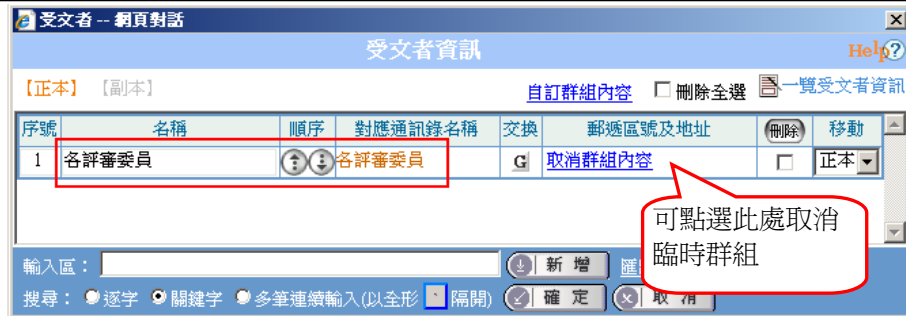 受文者 -- 網頁對話
受文者資訊
Help?
【正本】 【副本】 自訂群組內容 刪除全選 一覽受文者資訊
序號 名稱 順序 對應通訊錄名稱 交換 郵遞區號及地址 刪除 移動
1 各評審委員 各評審委員 G 取消群組內容 正本
可點選此處取消
臨時群組
輸入區： 新 增 匯
搜尋： 逐字 關鍵字 多筆連續輸入(以全形 、 隔開) 確 定 取 消